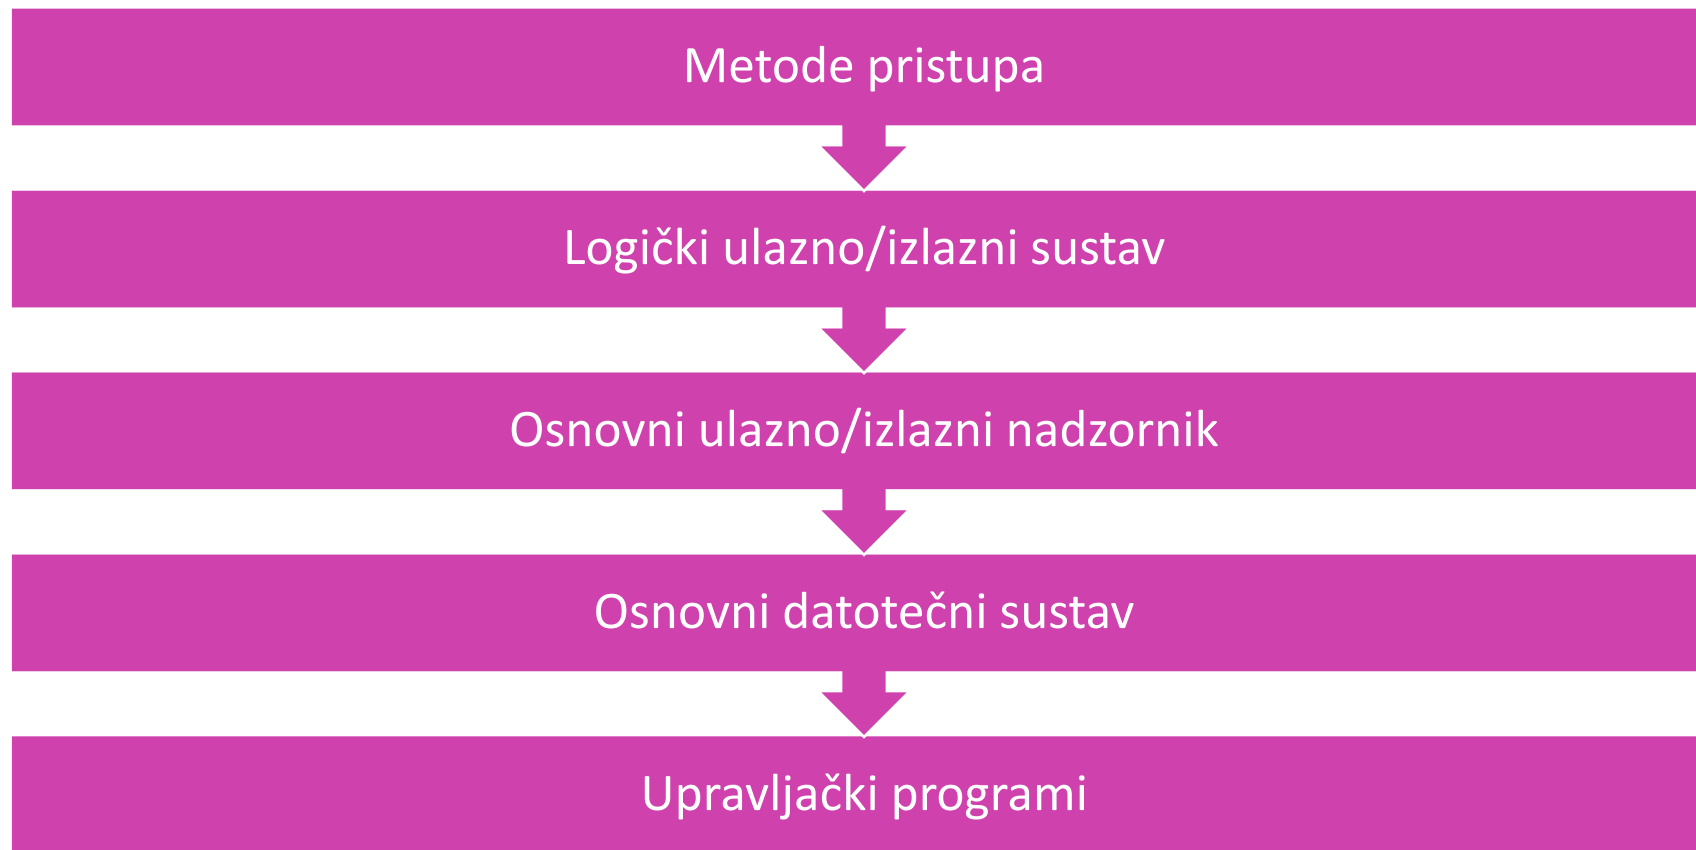 Metode pristupa
Logički ulazno/izlazni sustav
Osnovni ulazno/izlazni nadzornik
Osnovni datotečni sustav
Upravljački programi